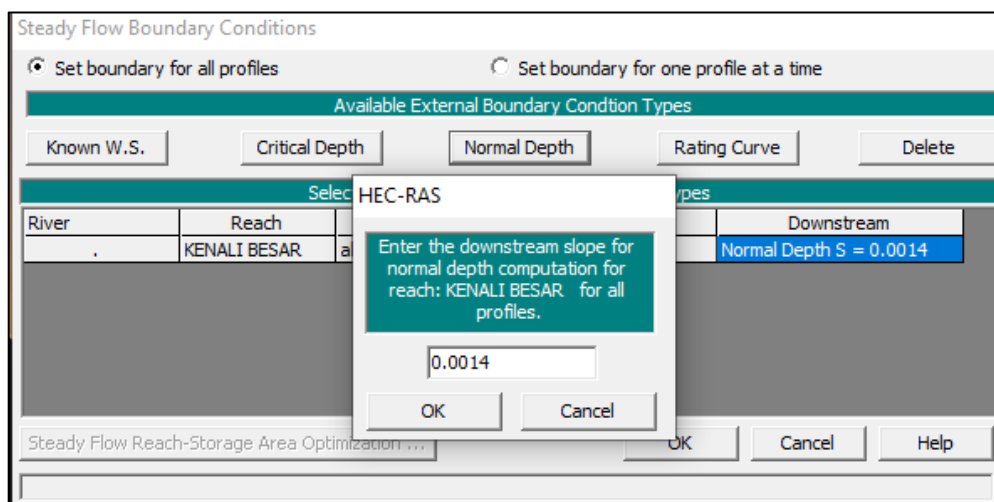 Steady Flow Boundary Conditions
Set boundary for all profiles Set boundary for one profile at a time
Available External Boundary Condtion Types
Known W.S. Critical Depth Normal Depth Rating Curve Delete
River Reach Downstream
. KENALI BESAR Normal Depth S = 0.0014
HEC-RAS
Enter the downstream slope for
normal depth computation for
reach: KENALI BESAR for all
profiles.
0.0014
OK Cancel
Steady Flow Reach-Storage Area Optimization ... OK Cancel Help